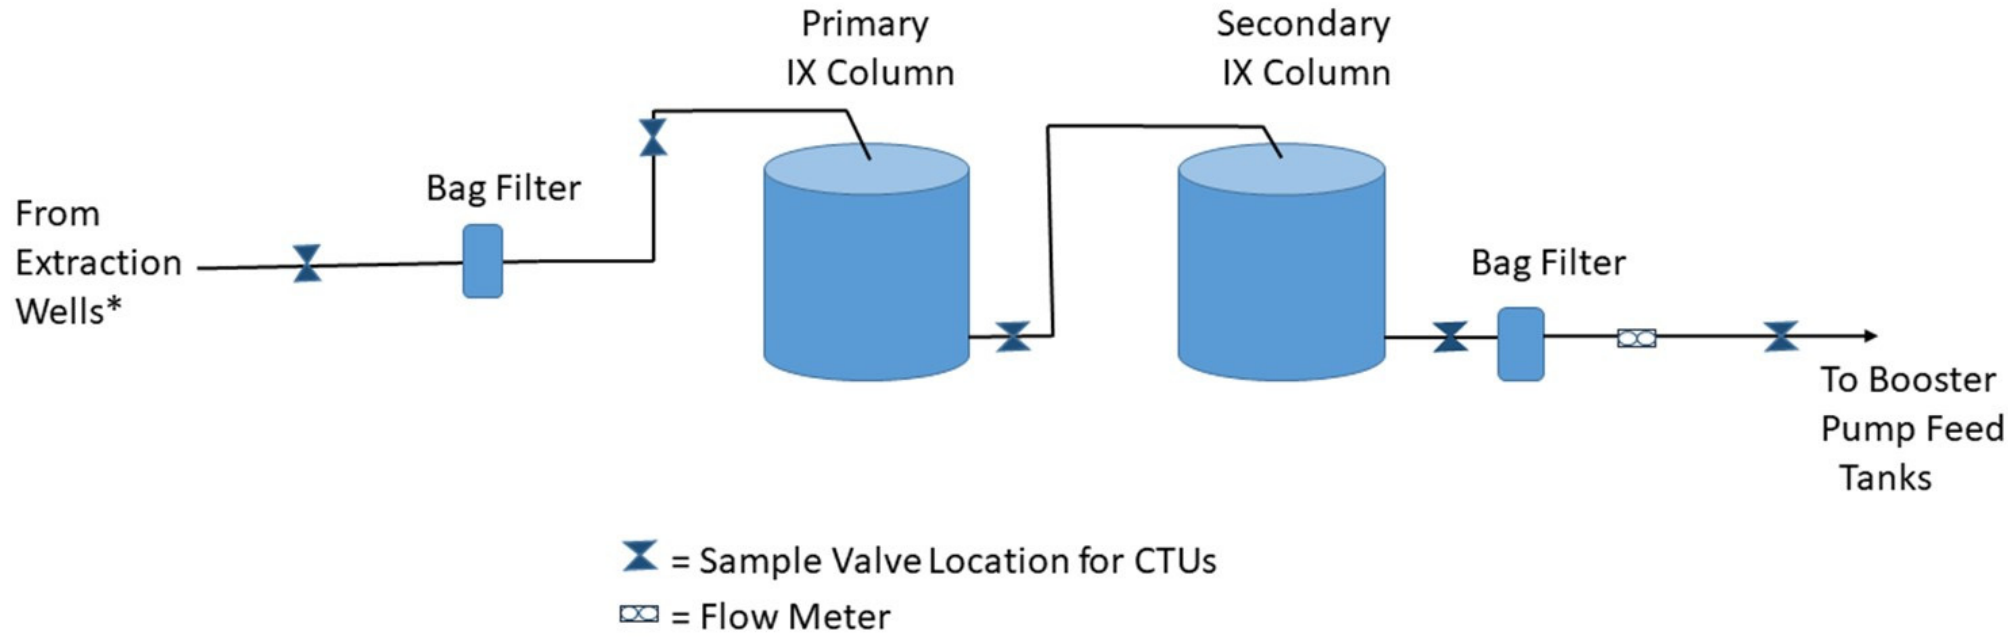 Primary
IX Column
Secondary
IX Column
Bag Filter
From
Extraction
Wells*
Bag Filter
To Booster
Pump Feed
Tanks
= Sample Valve Location for CTUs
= Flow Meter